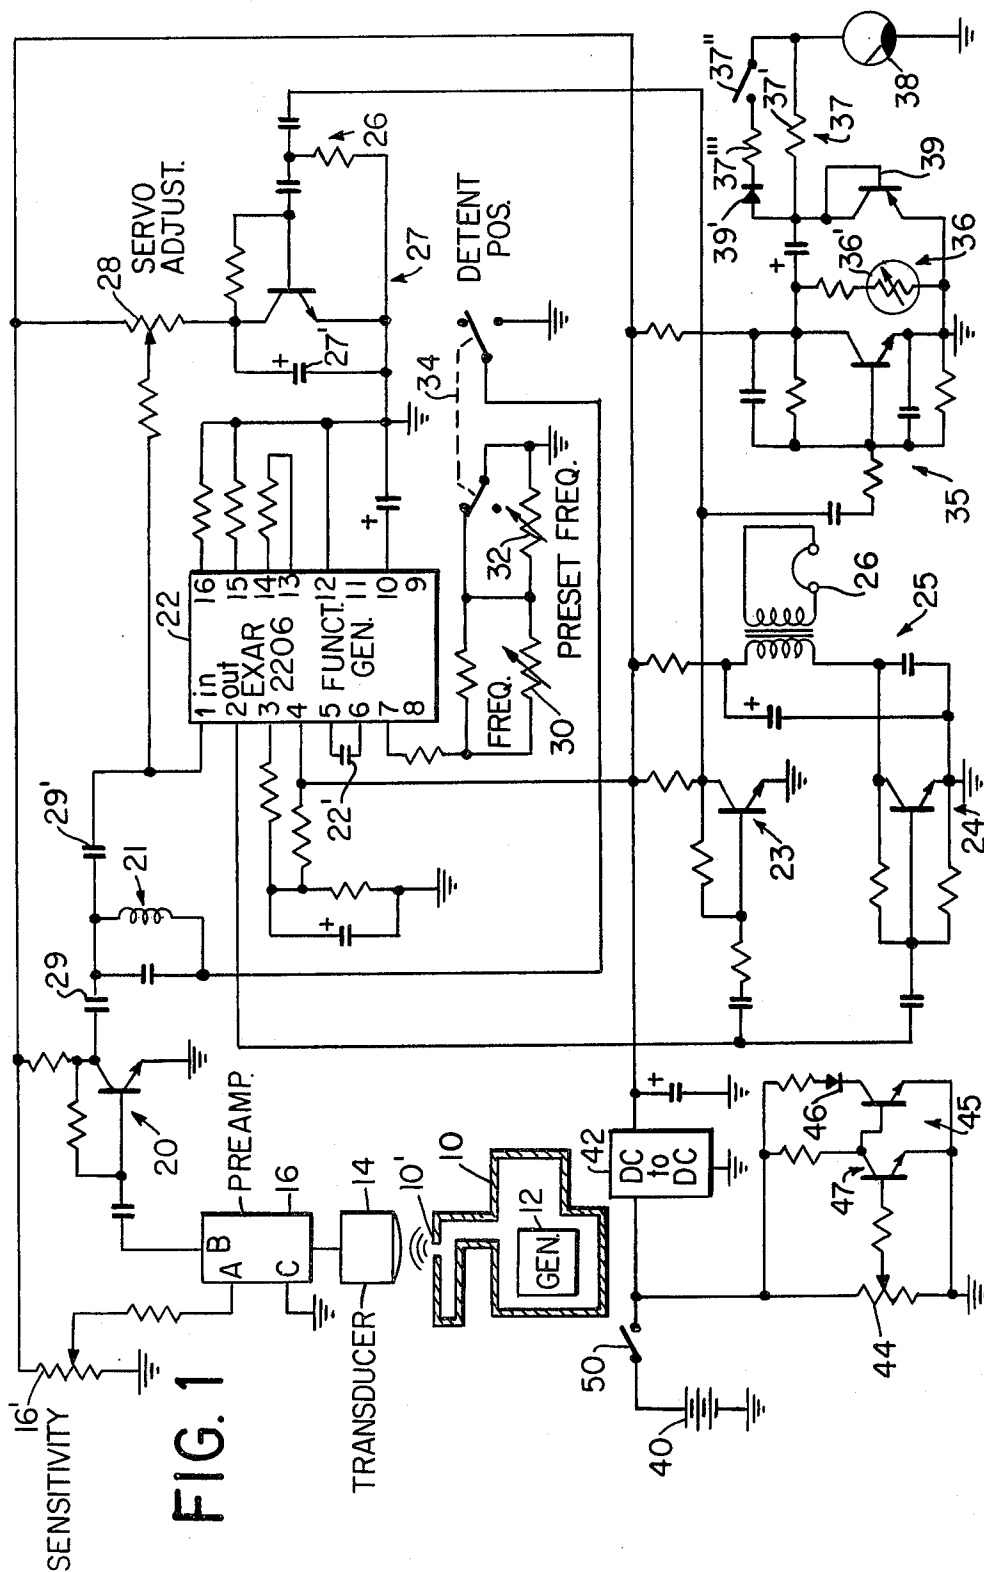 FIG. 1
SENSITIVITY
16'
PREAMP.
A
B
C
16
TRANSDUCER
14
10'
10
GEN.
12
20
29
21
29'
22
1 in
2 out
EXAR
2206
FUNCT.
GEN.
3
4
5
6
7
8
16
15
14
13
12
11
10
9
22'
28
SERVO
ADJUST.
+
27'
27
26
+
+
34
DETENT
POS.
FREQ.
30
32
PRESET FREQ.
50
40
42
DC
to
DC
+
44
47
46
45
23
24
+
25
26
35
+
36'
36
39'
37'''
37''
37'
37
38
39